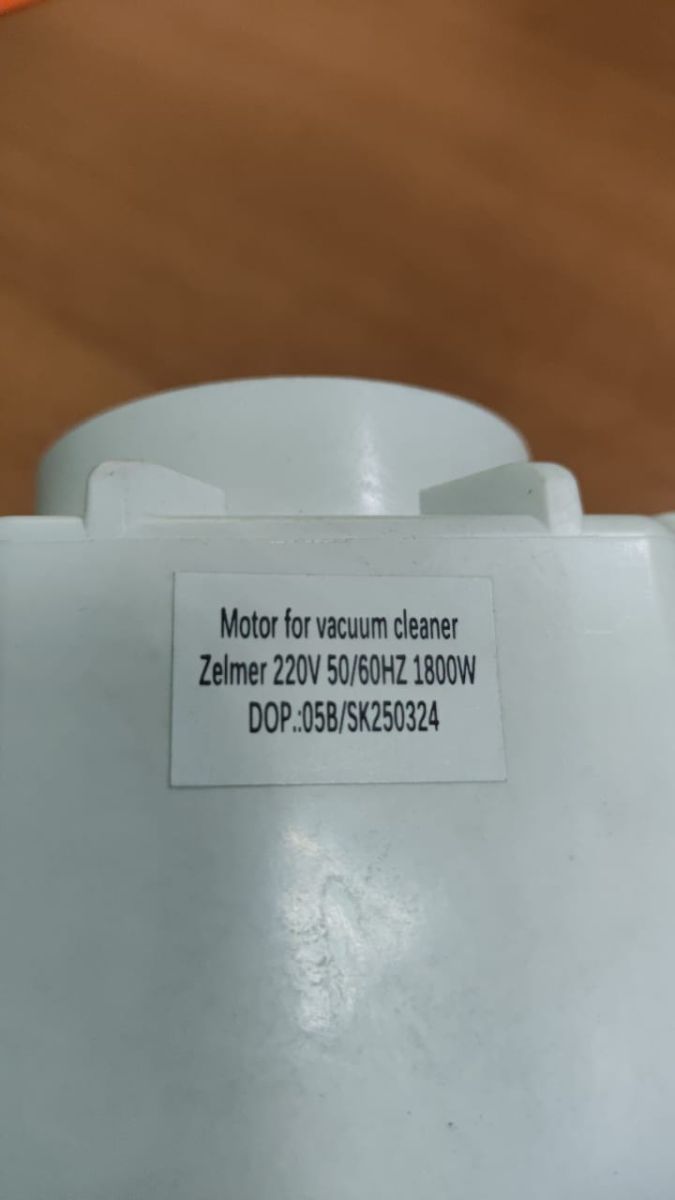 Motor for vacuum cleaner
Zelmer 220V 50/60HZ 1800W
DOP.:05B/SK250324